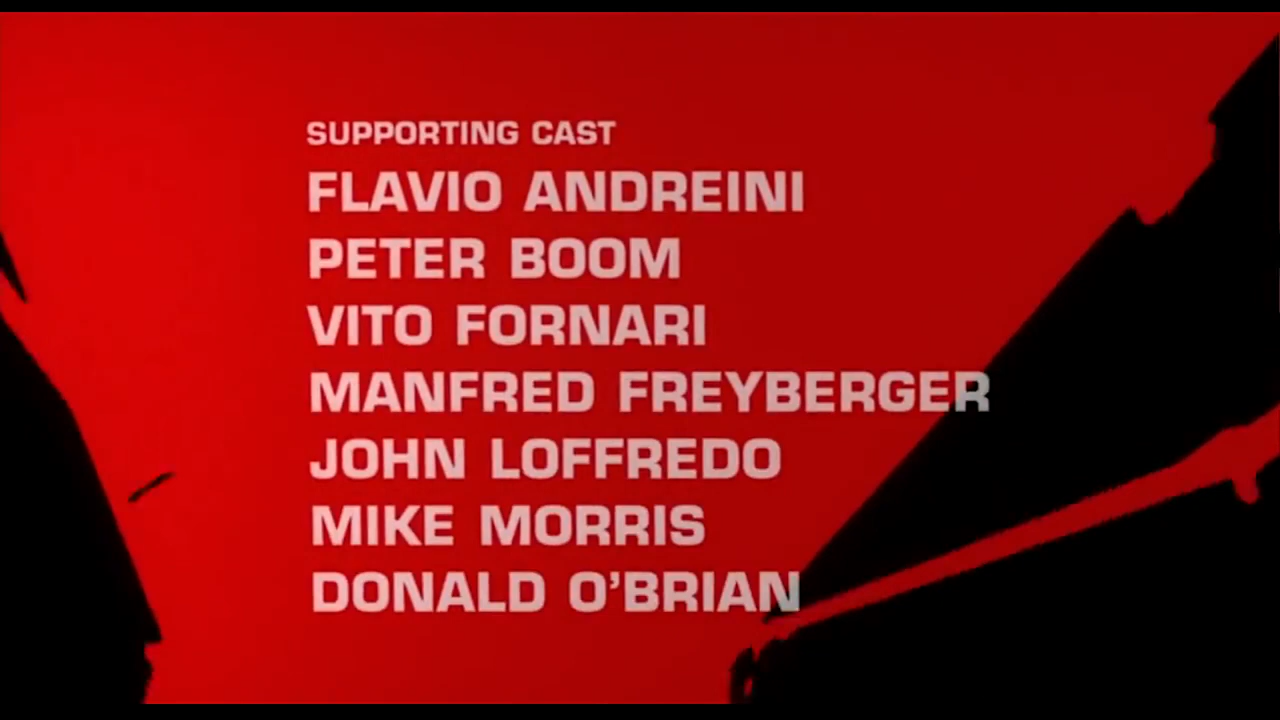 SUPPORTING CAST
FLAVIO ANDREINI
PETER BOOM
VITO FORNARI
MANFRED FREYBERGER
JOHN LOFFREDO
MIKE MORRIS
DONALD O'BRIAN